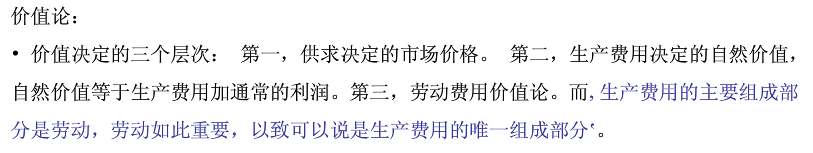 价值论：
• 价值决定的三个层次： 第一，供求决定的市场价格。 第二，生产费用决定的自然价值，
自然价值等于生产费用加通常的利润。第三，劳动费用价值论。而, 生产费用的主要组成部
分是劳动，劳动如此重要，以致可以说是生产费用的唯一组成部分‛。